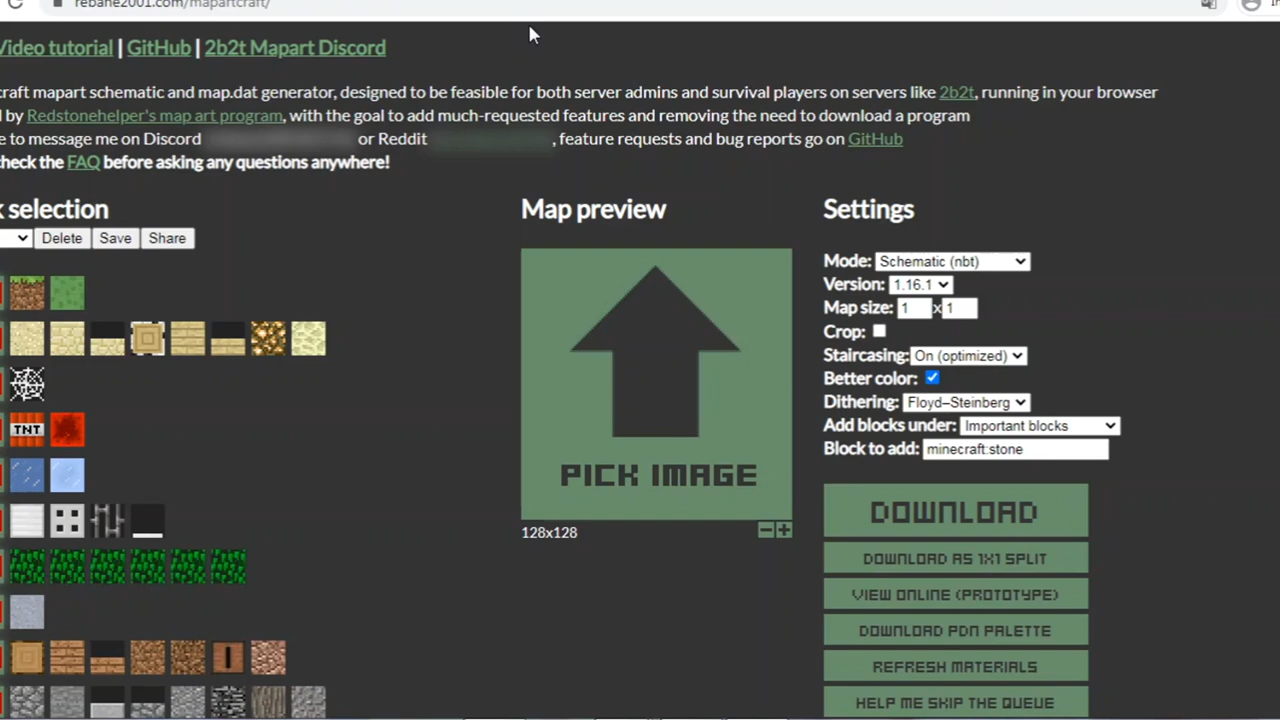 rebane2001.com/mapartcraft/
Video tutorial | GitHub | 2b2t Mapart Discord
craft mapart schematic and map.dat generator, designed to be feasible for both server admins and survival players on servers like 2b2t, running in your browser
d by Redstonehelper's map art program, with the goal to add much-requested features and removing the need to download a program
e to message me on Discord or Reddit , feature requests and bug reports go on GitHub
check the FAQ before asking any questions anywhere!
k selection
Delete Save Share
TNT
Map preview
PICK IMAGE
128x128
-+
Settings
Mode: Schematic (nbt)
Version: 1.16.1
Map size: 1 x 1
Crop:
Staircasing: On (optimized)
Better color:
Dithering: Floyd–Steinberg
Add blocks under: Important blocks
Block to add: minecraft:stone
DOWNLOAD
DOWNLOAD AS 1X1 SPLIT
VIEW ONLINE (PROTOTYPE)
DOWNLOAD PDN PALETTE
REFRESH MATERIALS
HELP ME SKIP THE QUEUE